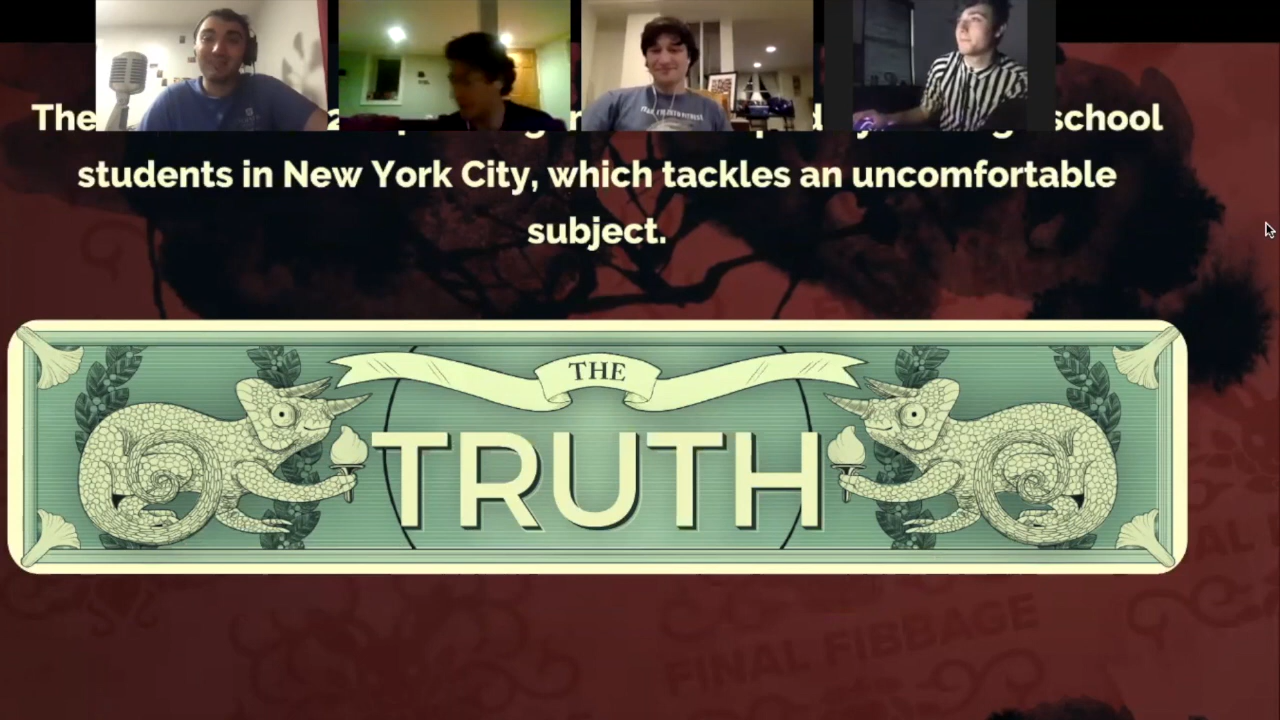 The school
students in New York City, which tackles an uncomfortable
subject.
THE
TRUTH
FINAL FIBBAGE